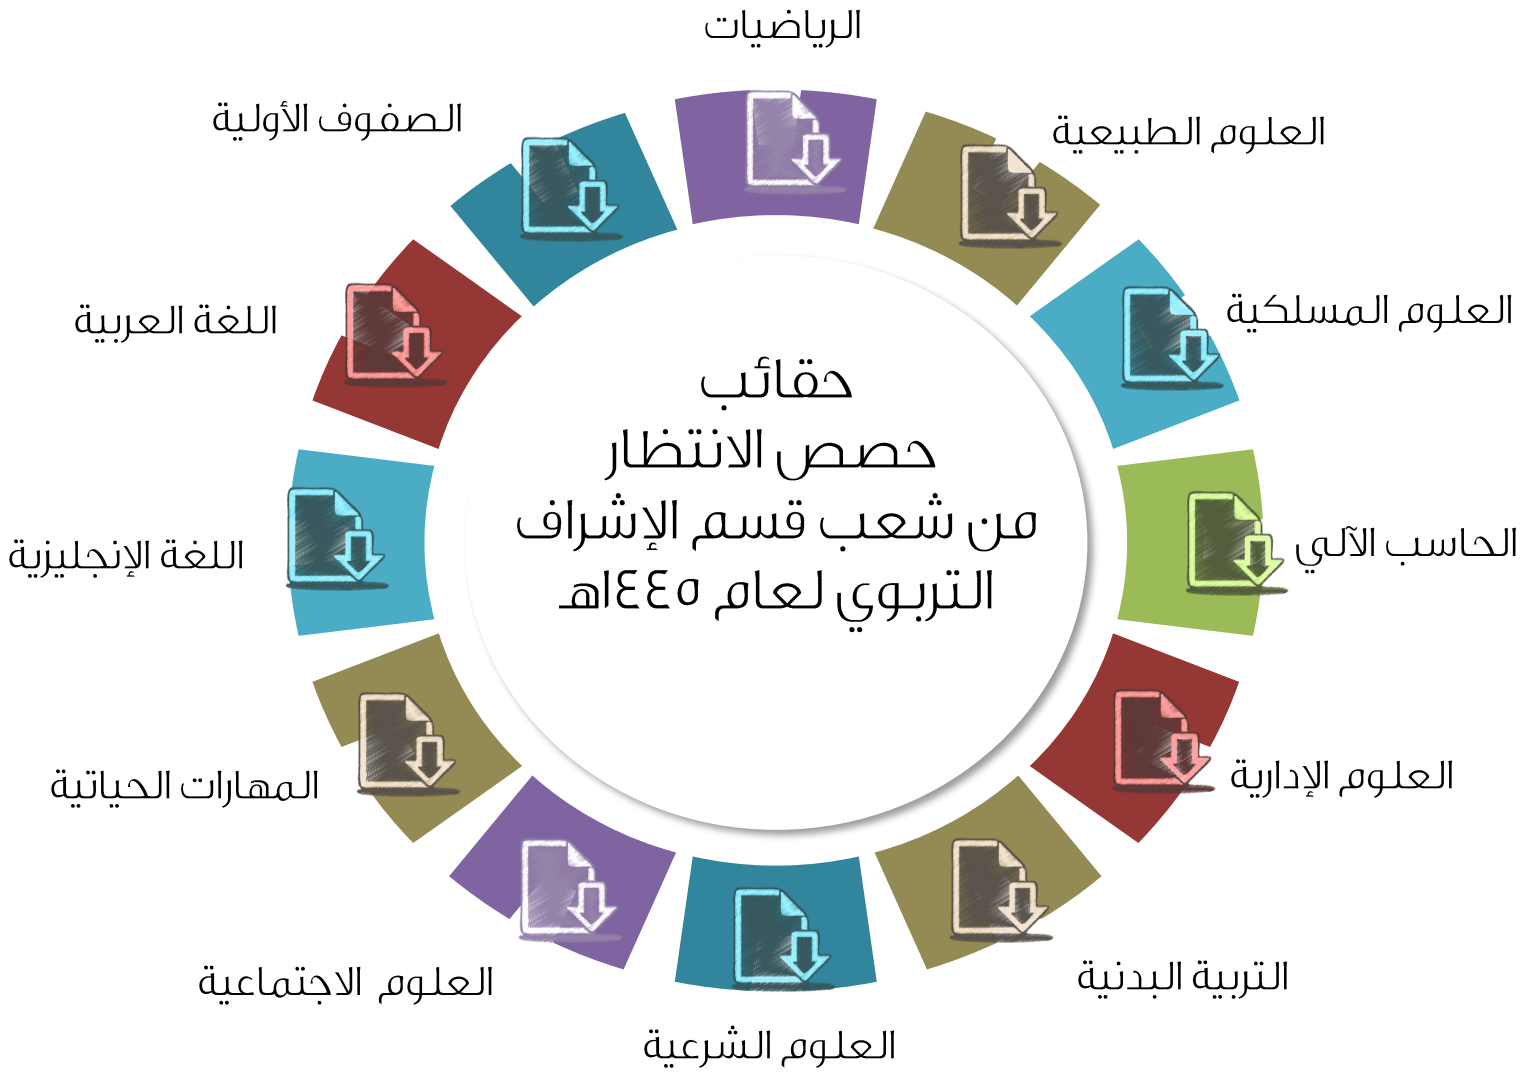 الرياضيات
العلوم الطبيعية
العلوم المسلكية
الحاسب الآلي
العلوم الإدارية
التربية البدنية
العلوم الشرعية
العلوم الاجتماعية
المهارات الحياتية
اللغة الإنجليزية
اللغة العربية
الصفوف الأولية
حقائب
حصص الانتظار
من شعب قسم الإشراف
التربوي لعام ١٤٤٥هـ